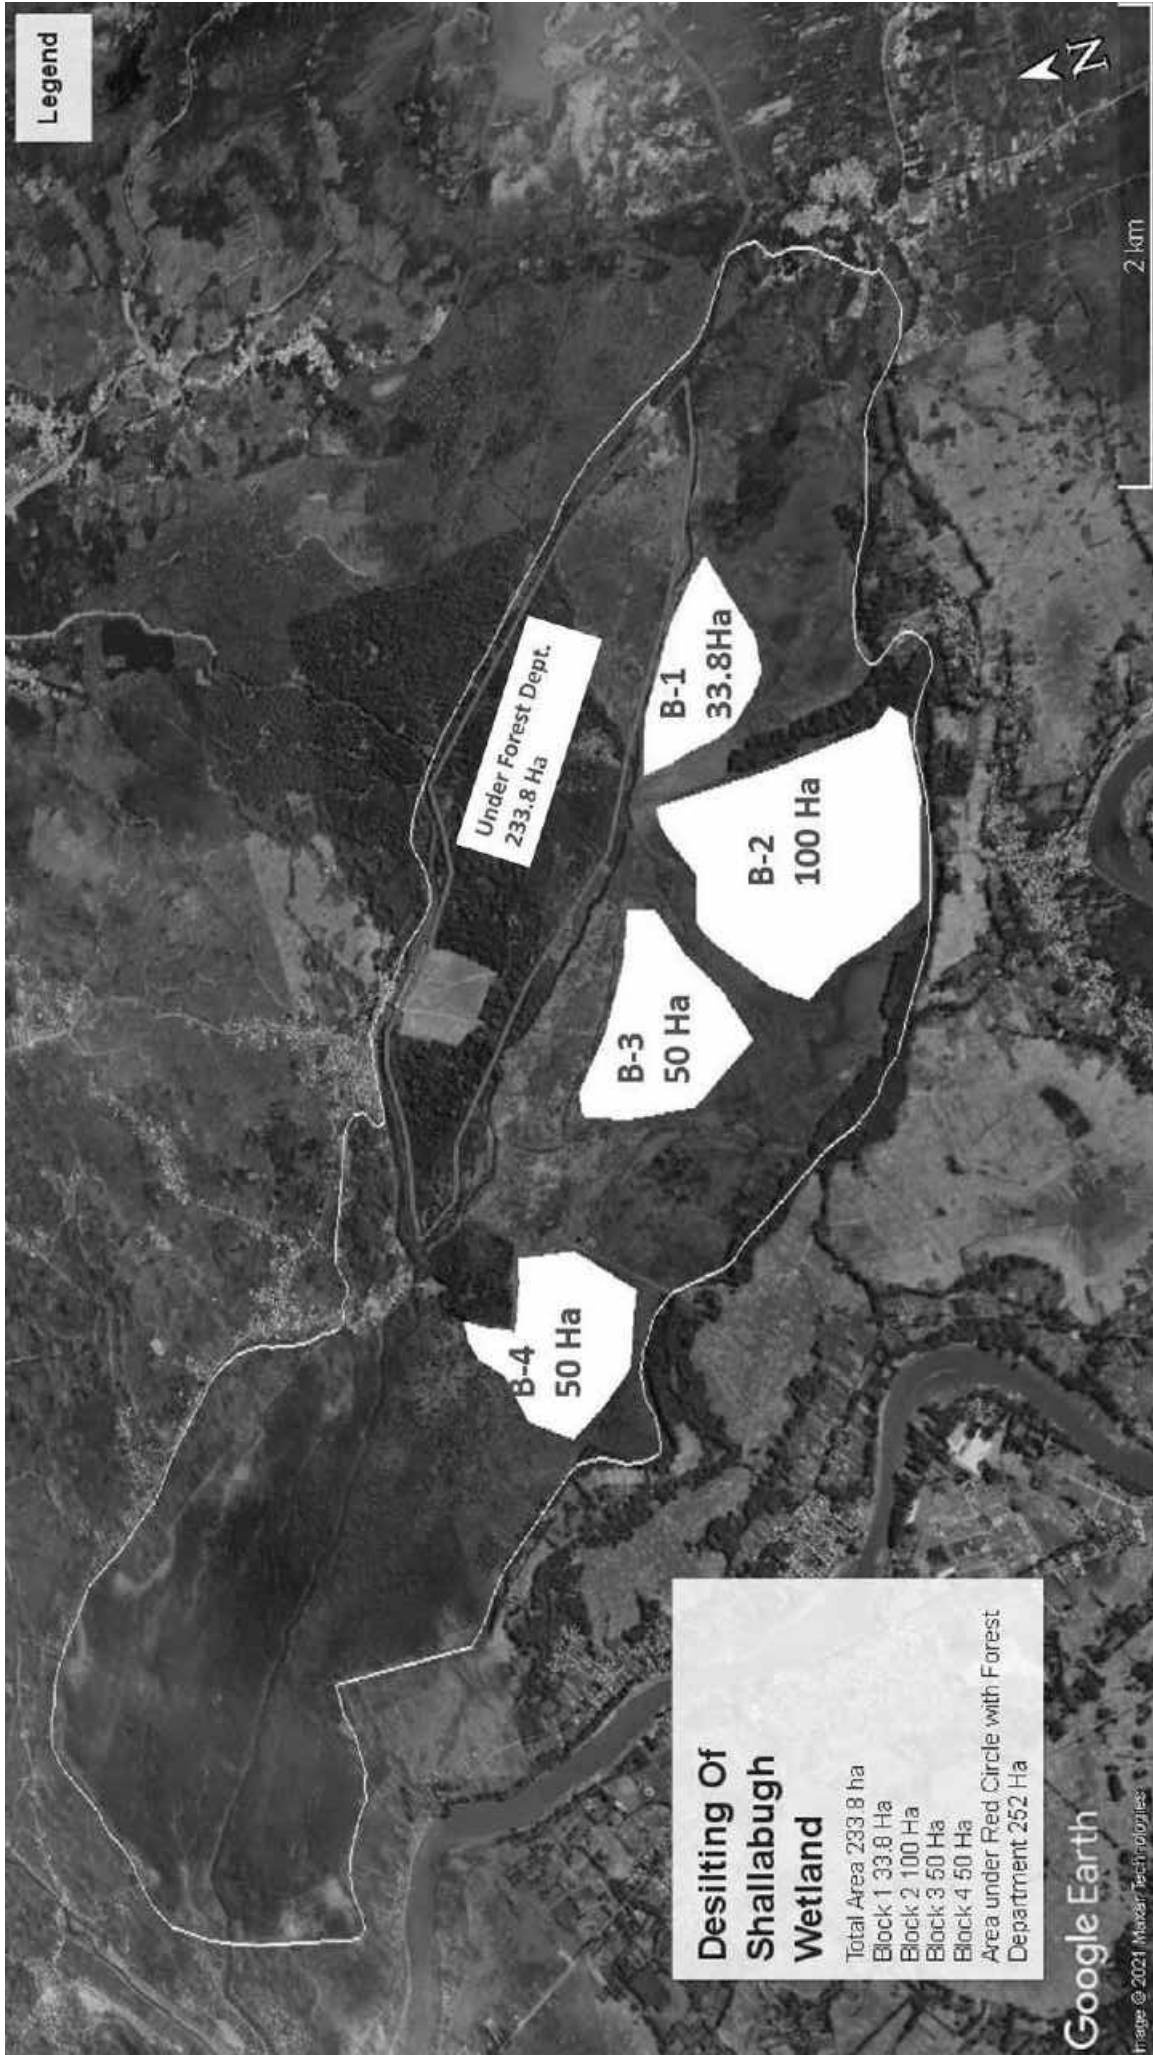 Legend
N
Under Forest Dept.
233.8 Ha
B-1
33.8Ha
B-2
100 Ha
B-3
50 Ha
B-4
50 Ha
2 km
Desilting Of
Shallabugh
Wetland
Total Area 233 8 ha
Block 1 33.8 Ha
Block 2 100 Ha
Block 3 50 Ha
Block 4 50 Ha
Area under Red Circle with Forest
Department 252 Ha
Google Earth
Image © 2021 Maxar Technologies